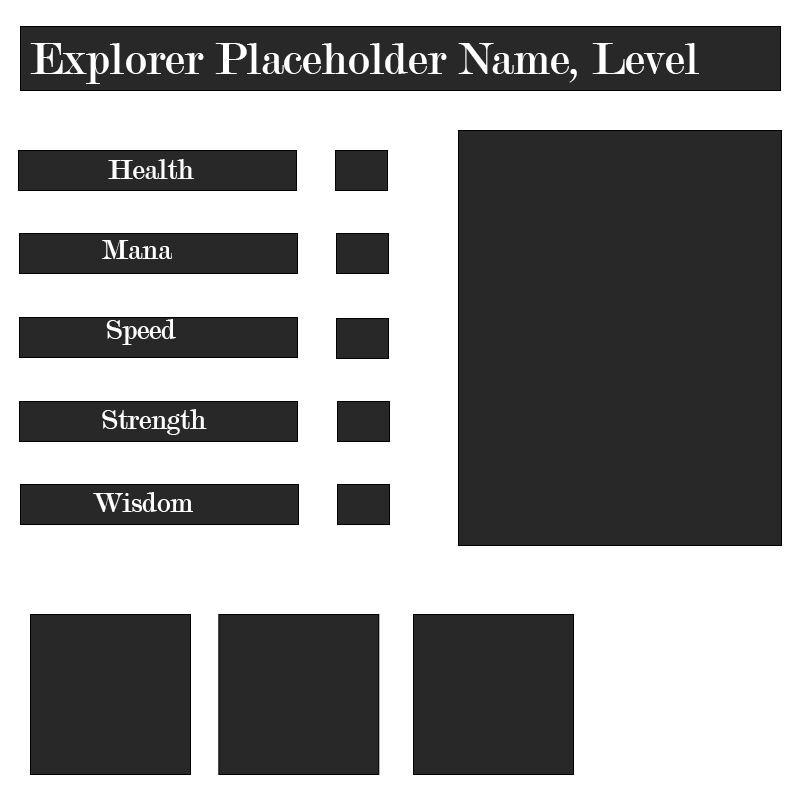 Explorer Placeholder Name, Level
Health
Mana
Speed
Strength
Wisdom